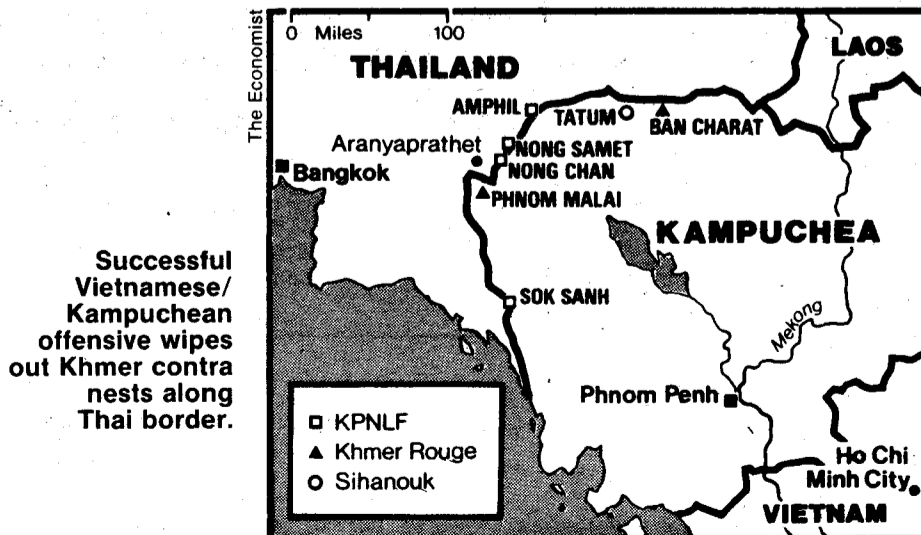 The Economist
0 Miles 100
LAOS
THAILAND
AMPHIL
TATUM
BAN CHARAT
Aranyaprathet
NONG SAMET
NONG CHAN
Bangkok
PHNOM MALAI
KAMPUCHEA
SOK SANH
Mekong
Phnom Penh
Ho Chi
Minh City
VIETNAM
KPNLF
Khmer Rouge
Sihanouk
Successful
Vietnamese/
Kampuchean
offensive wipes
out Khmer contra
nests along
Thai border.